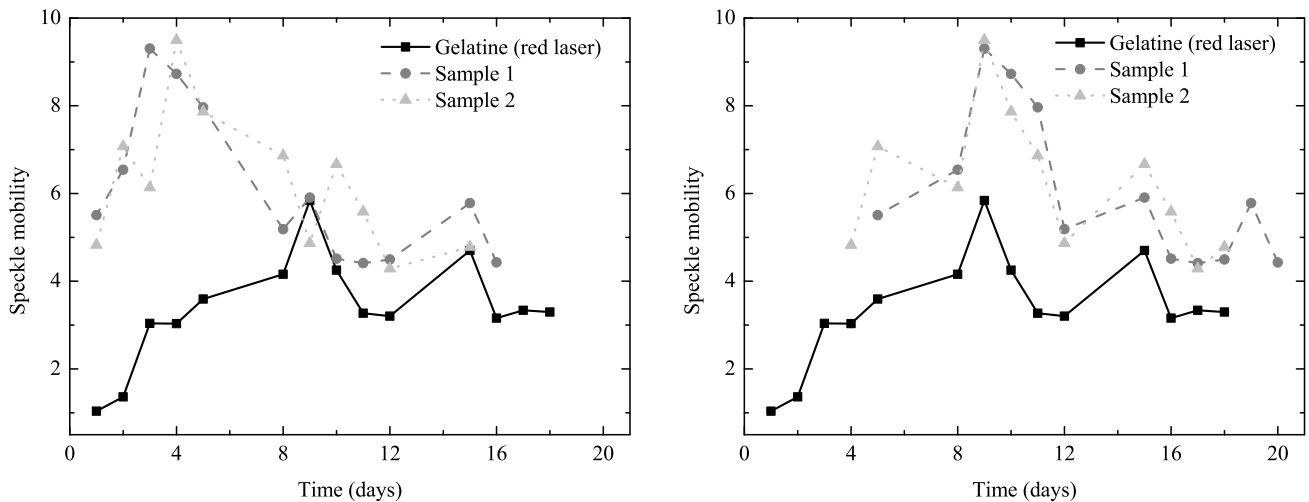 10
8
6
4
2
Speckle mobility
Gelatine (red laser)
Sample 1
Sample 2
0 4 8 12 16 20
Time (days)
10
8
6
4
2
Speckle mobility
Gelatine (red laser)
Sample 1
Sample 2
0 4 8 12 16 20
Time (days)